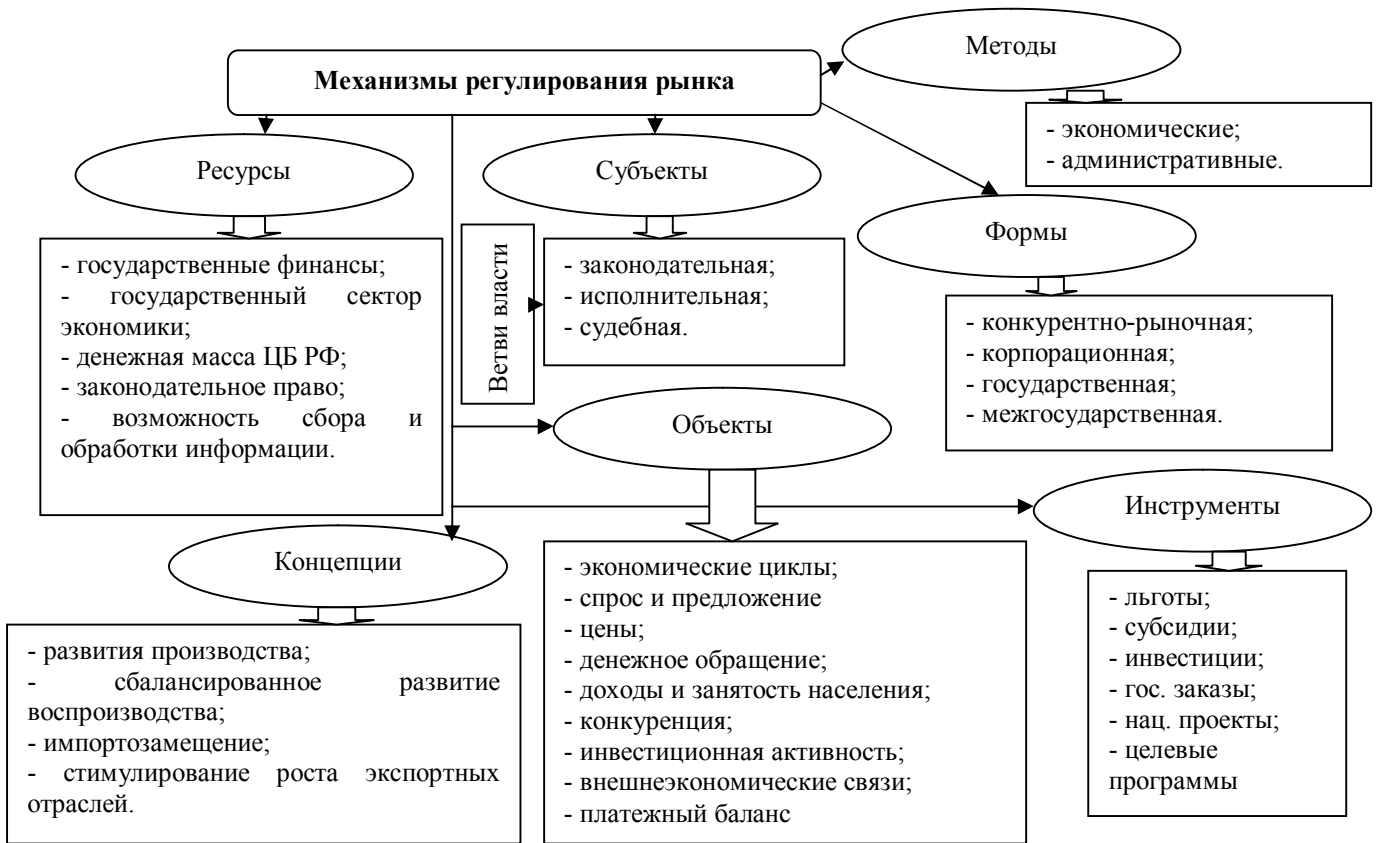 Механизмы регулирования рынка
Методы
- экономические;
- административные.
Ресурсы
- государственные финансы;
- государственный сектор
экономики;
- денежная масса ЦБ РФ;
- законодательное право;
- возможность сбора и
обработки информации.
Субъекты
Ветви власти
- законодательная;
- исполнительная;
- судебная.
Формы
- конкурентно-рыночная;
- корпорационная;
- государственная;
- межгосударственная.
Объекты
- экономические циклы;
- спрос и предложение
- цены;
- денежное обращение;
- доходы и занятость населения;
- конкуренция;
- инвестиционная активность;
- внешнеэкономические связи;
- платежный баланс
Инструменты
- льготы;
- субсидии;
- инвестиции;
- гос. заказы;
- нац. проекты;
- целевые
программы
Концепции
- развития производства;
- сбалансированное развитие
воспроизводства;
- импортозамещение;
- стимулирование роста экспортных
отраслей.